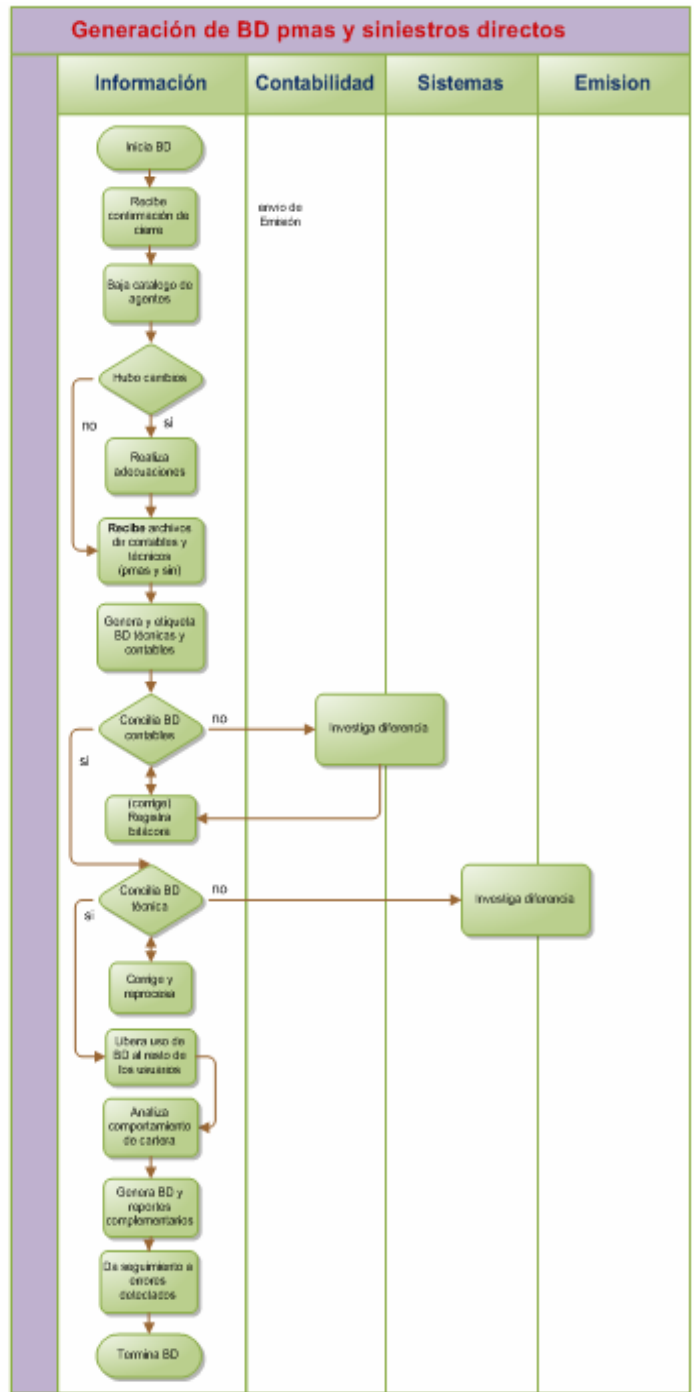 Generación de BD pmas y siniestros directos
Información
Contabilidad
Sistemas
Emision
Inicia BD
Recibe
confirmación de
cierre
envio de
Emisión
Baja catalogo de
agentes
Hubo cambios
no
si
Realiza
adecuaciones
Recibe archivos
dir contables y
técnicos
(pmas y sin)
Genera y etiqueta
BD técnicas y
contables
Concilia BD
contables
no
Investiga diferencia
si
(corrige)
Registra
bitácora
Concilia BD
técnica
no
Investiga diferencia
si
Corrige y
reprocesa
Libera uso de
BD al resto de
los usuarios
Analiza
comportamiento
de cartera
Genera BD y
reportes
complementarios
Da seguimiento a
errores
detectados
Termina BD